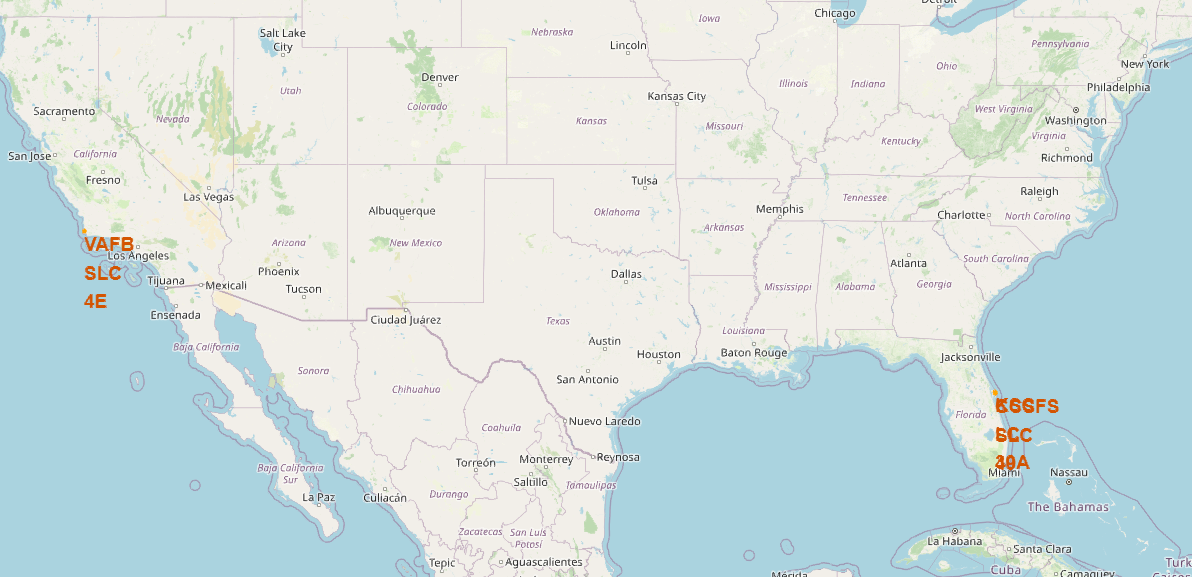 Chicago
Iowa
Nebraska
Salt Lake
City
Lincoln
Pennsylvania
New York
Denver
Ohio
Utah
Illinois
Indiana
Philadelphia
Colorado
Kansas City
Sacramento
Nevada
West Virginia
Kansas
Missouri
Washington
Virginia
Kentucky
San Jose
California
Richmond
Fresno
Tulsa
Las Vegas
Raleigh
Tennessee
Albuquerque
Oklahoma
Memphis
Charlotte
North Carolina
Arkansas
VAFB
SLC
4E
Los Angeles
Arizona
New Mexico
South Carolina
Atlanta
Phoenix
Dallas
Tijuana
Mexicali
Tucson
Mississippi
Alabama
Georgia
Ensenada
Ciudad Juárez
Texas
Louisiana
Baja California
Austin
Houston
Baton Rouge
Jacksonville
Sonora
San Antonio
Chihuahua
Florida
Nuevo Laredo
Coahuila
Monterrey
Reynosa
Torreón
Miami
Nassau
Baja California
Sur
Saltillo
Tamaulipas
La Paz
Culiacán
Durango
The Bahamas
Zacatecas
San Luis
Potosí
La Habana
Santa Clara
Tepic
Aguascalientes
Cuba
Camagüey
Mérida